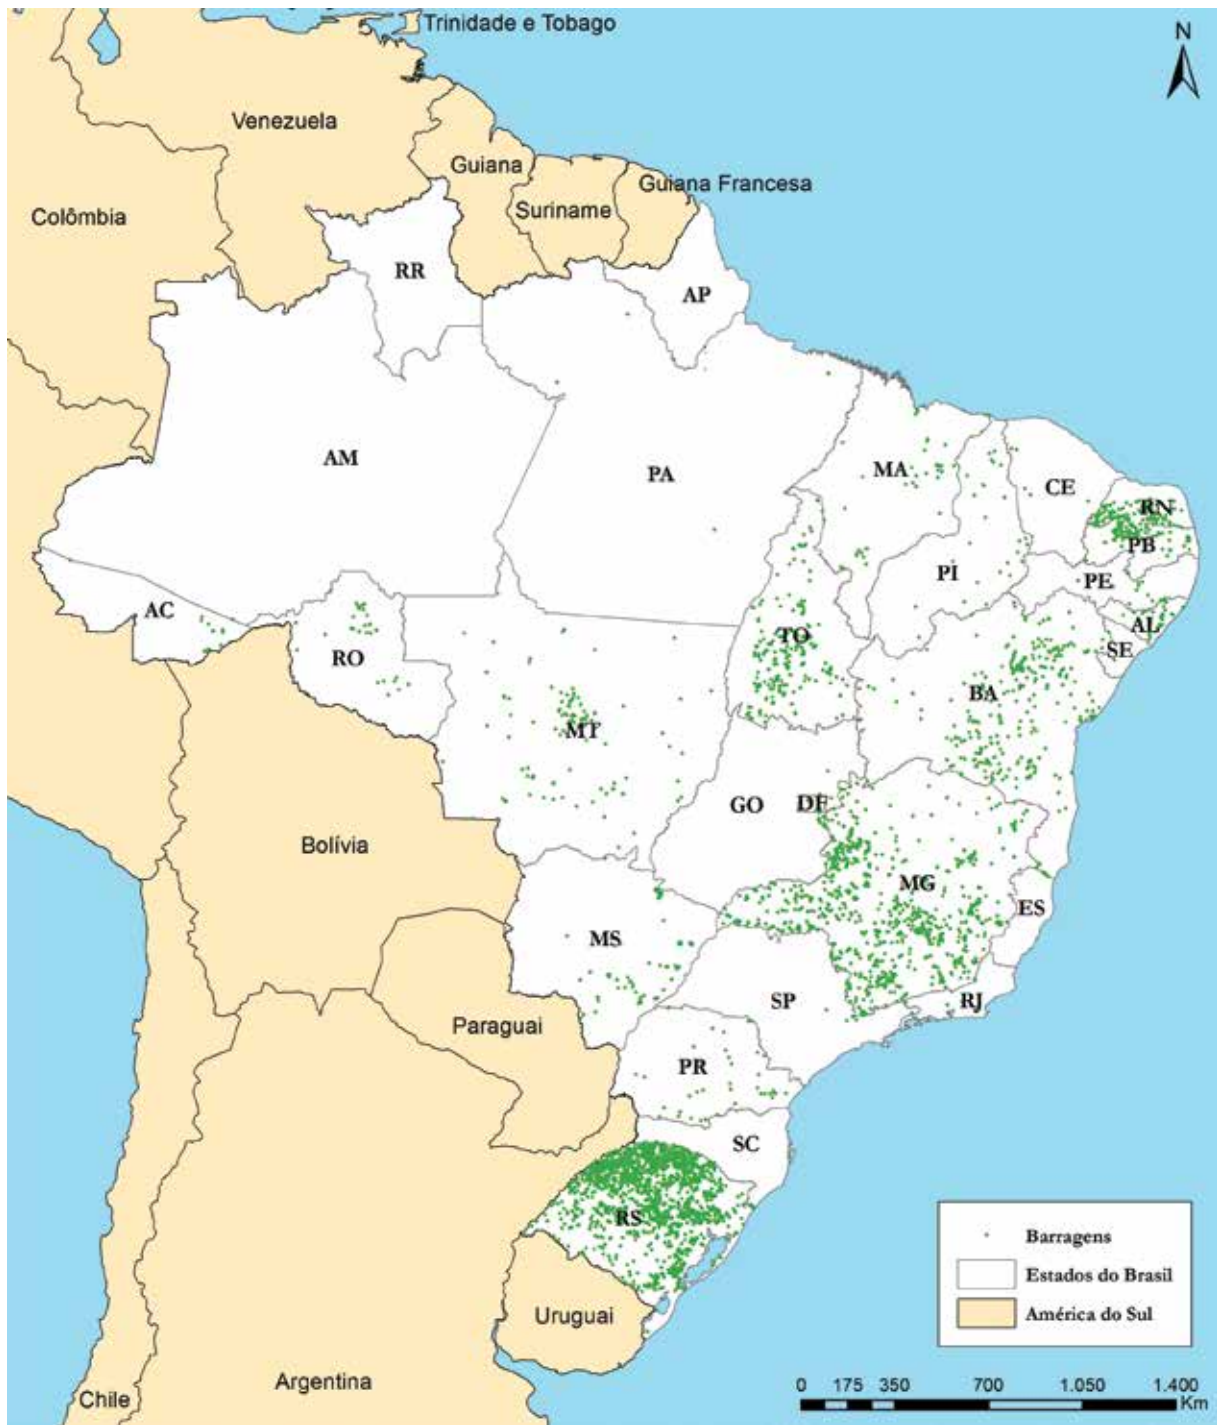 Trinidade e Tobago
N
Venezuela
Guiana
Guiana Francesa
Suriname
Colômbia
RR
AP
AM
PA
MA
CE
RN
PB
PI
PE
AC
TO
AL
RO
SE
BA
MT
GO
DF
Bolívia
MG
ES
MS
SP
RJ
Paraguai
PR
SC
RS
Barragens
Estados do Brasil
América do Sul
Uruguai
Argentina
Chile
0 175 350 700 1.050 1.400
Km